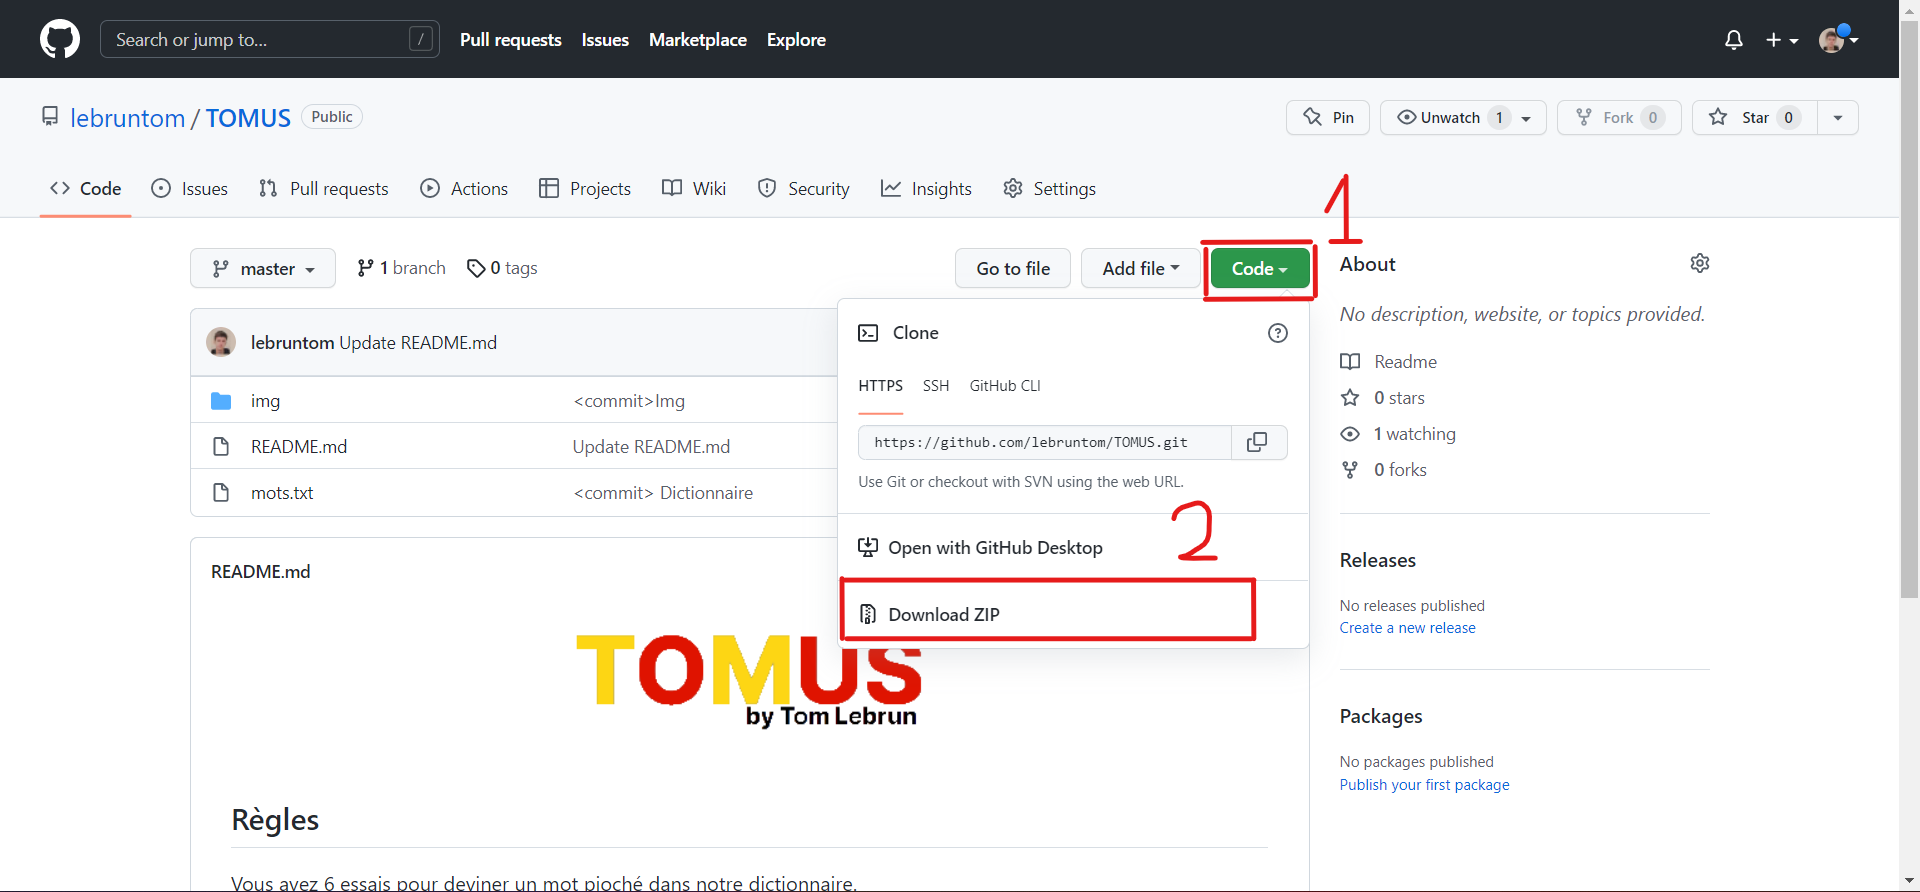 Search or jump to... /
Pull requests Issues Marketplace Explore
lebruntom / TOMUS Public
Pin Unwatch 1 Fork 0 Star 0
Code Issues Pull requests Actions Projects Wiki Security Insights Settings
1
master 1 branch 0 tags
Go to file Add file Code
lebruntom Update README.md
img <commit>Img
README.md Update README.md
mots.txt <commit> Dictionnaire
Clone
HTTPS SSH GitHub CLI
https://github.com/lebruntom/TOMUS.git
Use Git or checkout with SVN using the web URL.
2
Open with GitHub Desktop
Download ZIP
README.md
TOMUS
by Tom Lebrun
Règles
Vous avez 6 essais pour deviner un mot pioché dans notre dictionnaire.
About
No description, website, or topics provided.
Readme
0 stars
1 watching
0 forks
Releases
No releases published
Create a new release
Packages
No packages published
Publish your first package